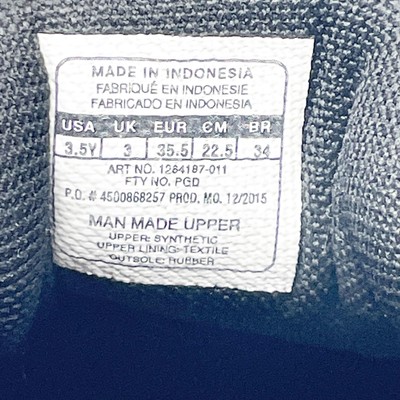 MADE IN INDONESIA
FABRIQUÉ EN INDONESIE
FABRICADO EN INDONESIA
USA UK EUR CM BR
3.5Y 3 35.5 22.5 34
ART NO. 1264187-011
FTY NO. PGD
P.O. # 4500868257 PROD. MO. 12/2015
MAN MADE UPPER
UPPER: SYNTHETIC
UPPER LINING: TEXTILE
OUTSOLE: RUBBER